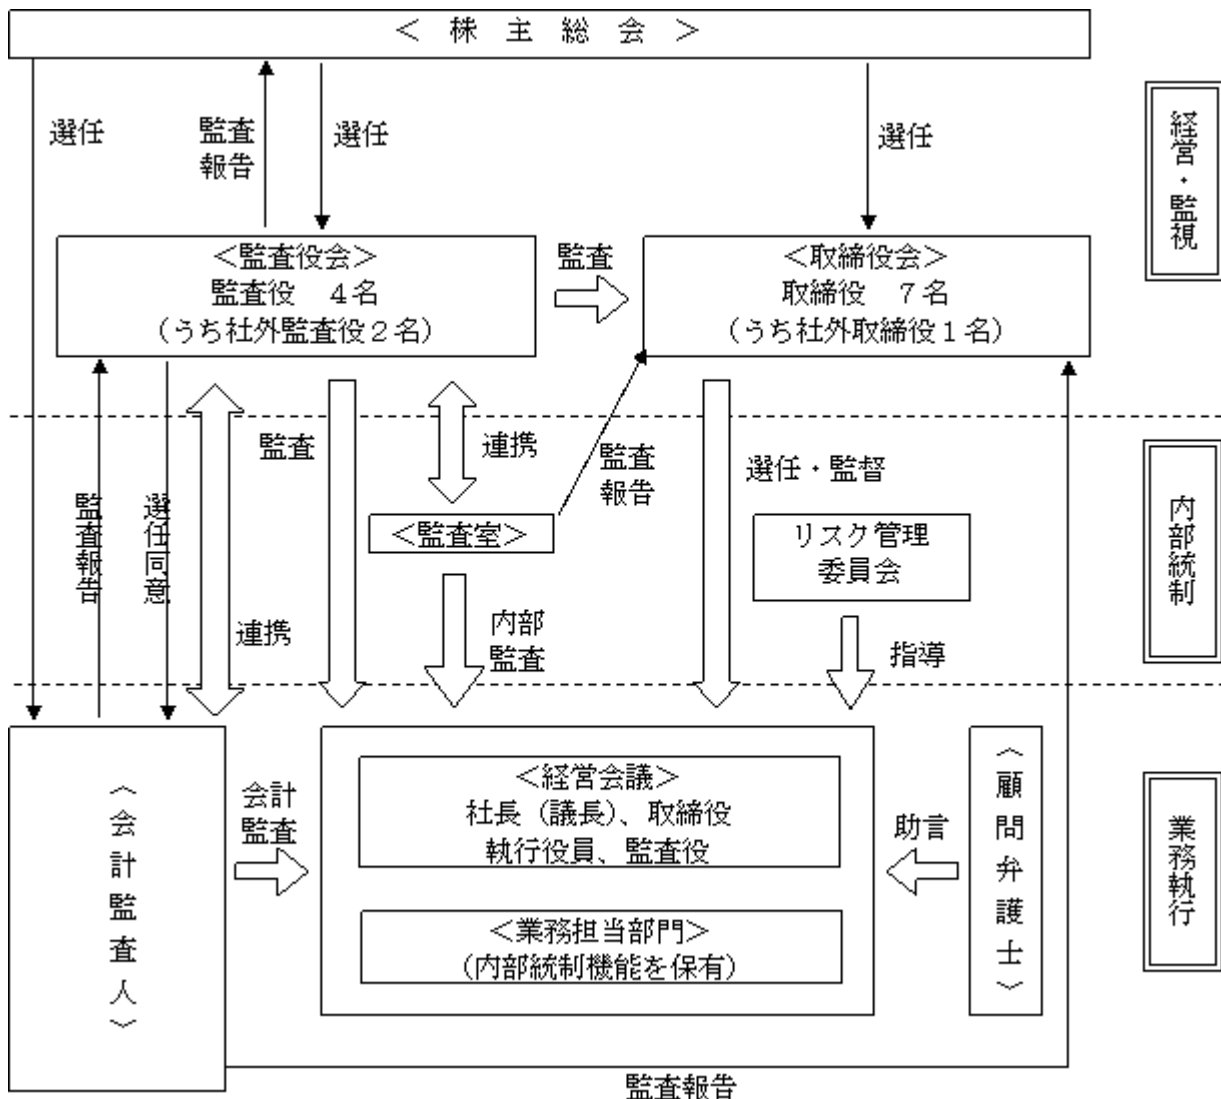 ＜ 株 主 総 会 ＞
選任
監査
報告
選任
選任
経営・監視
＜監査役会＞
監査役　４名
（うち社外監査役２名）
監査
＜取締役会＞
取締役　７名
（うち社外取締役１名）
監査
連携
監査
報告
選任・監督
監査報告
選任同意
連携
＜監査室＞
内部
監査
リスク管理
委員会
指導
内部統制
＜会計監査人＞
会計
監査
＜経営会議＞
社長（議長）、取締役
執行役員、監査役
＜業務担当部門＞
（内部統制機能を保有）
助言
＜顧問弁護士＞
業務執行
監査報告